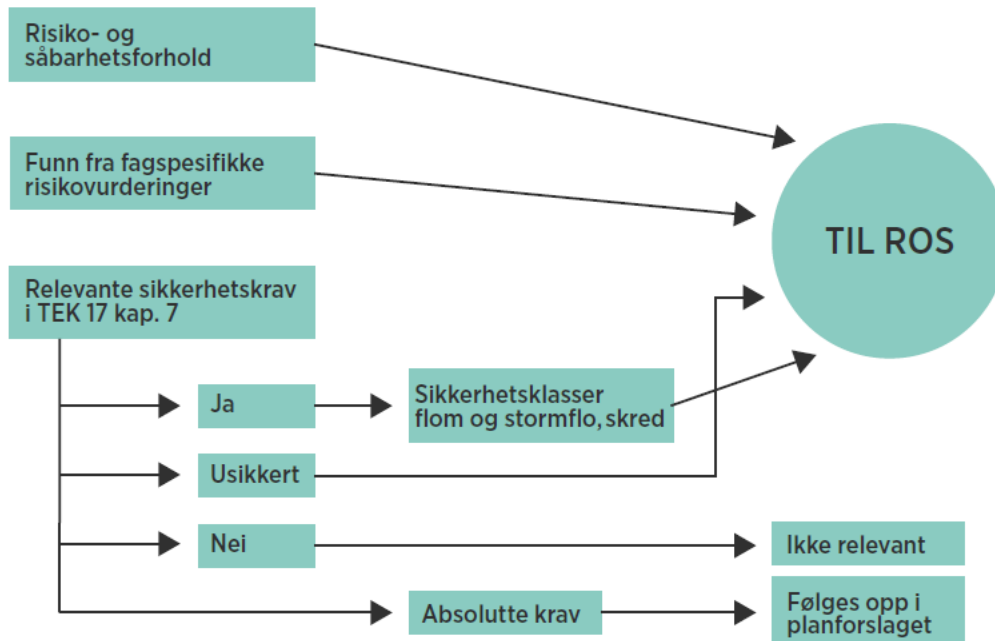 Risiko- og
såbarhetsforhold
Funn fra fagspesifikke
risikovurderinger
TIL ROS
Relevante sikkerhetskrav
i TEK 17 kap. 7
Ja
Sikkerhetsklasser
flom og stormflo, skred
Usikkert
Nei
Ikke relevant
Absolutte krav
Følges opp i
planforslaget